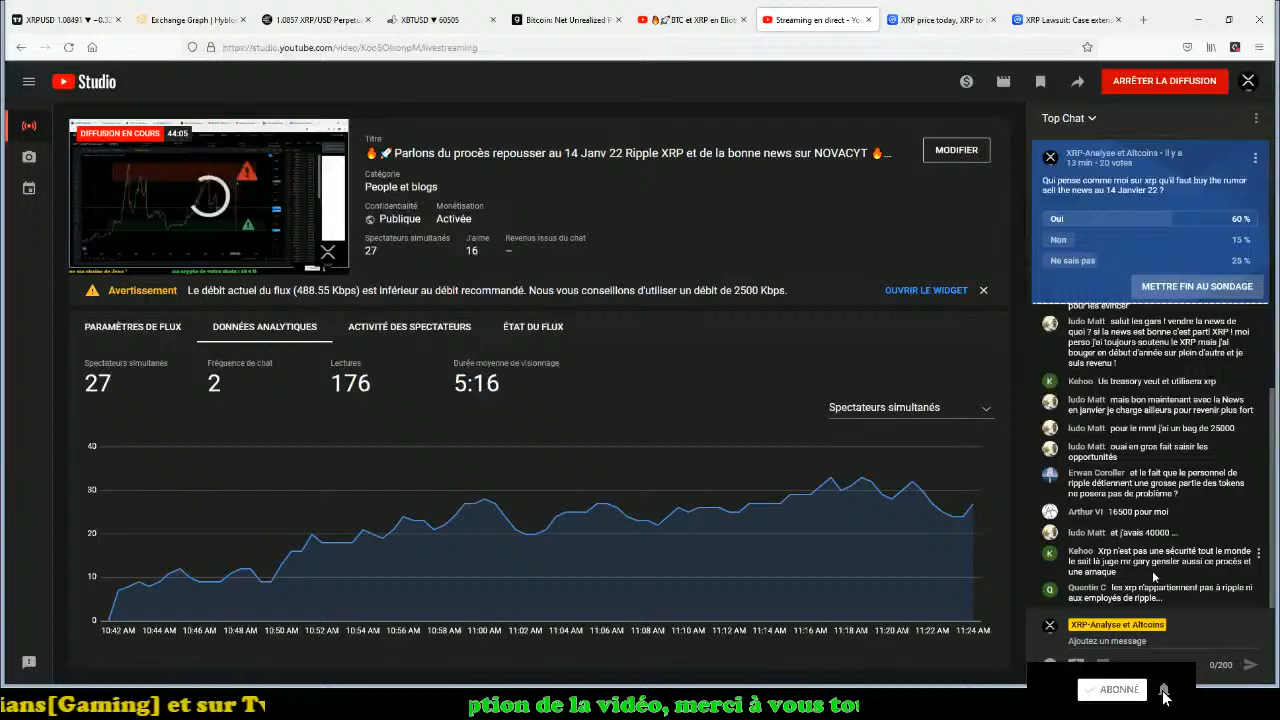 XRPUSD 1.08491 ▼ −0.3
Exchange Graph | Hyblo
1.0857 XRP/USD Perpetu
XBTUSD ▼ 60505
Bitcoin: Net Unrealized P
BTC et XRP en Eliot
Streaming en direct - You
XRP price today, XRP to U
XRP Lawsuit: Case exten
Studio
ARRÊTER LA DIFFUSION
DIFFUSION EN COURS 44:05
Titre
🔥🚀 Parlons du procès repousser au 14 Janv 22 Ripple XRP et de la bonne news sur NOVACYT 🔥...
MODIFIER
Catégorie
People et blogs
Confidentialité Monétisation
Publique Activée
Spectateurs simultanés J'aime Revenus issus du chat
27 16 –
Avertissement Le débit actuel du flux (488.55 Kbps) est inférieur au débit recommandé. Nous vous conseillons d'utiliser un débit de 2500 Kbps.
OUVRIR LE WIDGET
PARAMÈTRES DE FLUX DONNÉES ANALYTIQUES ACTIVITÉ DES SPECTATEURS ÉTAT DU FLUX
Spectateurs simultanés Fréquence de chat Lectures Durée moyenne de visionnage
27 2 176 5:16
Spectateurs simultanés
40
30
20
10
0
10:42 AM 10:44 AM 10:46 AM 10:48 AM 10:50 AM 10:52 AM 10:54 AM 10:56 AM 10:58 AM 11:00 AM 11:02 AM 11:04 AM 11:06 AM 11:08 AM 11:10 AM 11:12 AM 11:14 AM 11:16 AM 11:18 AM 11:20 AM 11:22 AM 11:24 AM
Top Chat
XRP-Analyse et Altcoins • il y a
13 min • 20 votes
Qui pense comme moi sur xrp qu'il faut buy the rumor
sell the news au 14 Janvier 22 ?
Oui 60 %
Non 15 %
Ne sais pas 25 %
METTRE FIN AU SONDAGE
pour les évincer
ludo Matt salut les gars ! vendre la news de
quoi ? si la news est bonne c'est parti XRP ! moi
perso j'ai toujours soutenu le XRP mais j'ai
bouger en début d'année sur plein d'autre et je
suis revenu !
Kehoo Us treasory veut et utilisera xrp
ludo Matt mais bon maintenant avec la News
en janvier je charge ailleurs pour revenir plus fort
ludo Matt pour le mmt j'ai un bag de 25000
ludo Matt ouai en gros fait saisir les
opportunités
Erwan Coroller et le fait que le personnel de
ripple détiennent une grosse partie des tokens
ne posera pas de problème ?
Arthur VI 16500 pour moi
ludo Matt et j'avais 40000 ...
Kehoo Xrp n'est pas une sécurité tout le monde
le sait là juge mr gary gensler aussi ce procès et
une arnaque
Quentin C les xrp n'appartiennent pas à ripple ni
aux employés de ripple...
XRP-Analyse et Altcoins
Ajoutez un message
0/200
ABONNÉ
ians[Gaming] et sur Tw
ption de la vidéo, merci à vous tou